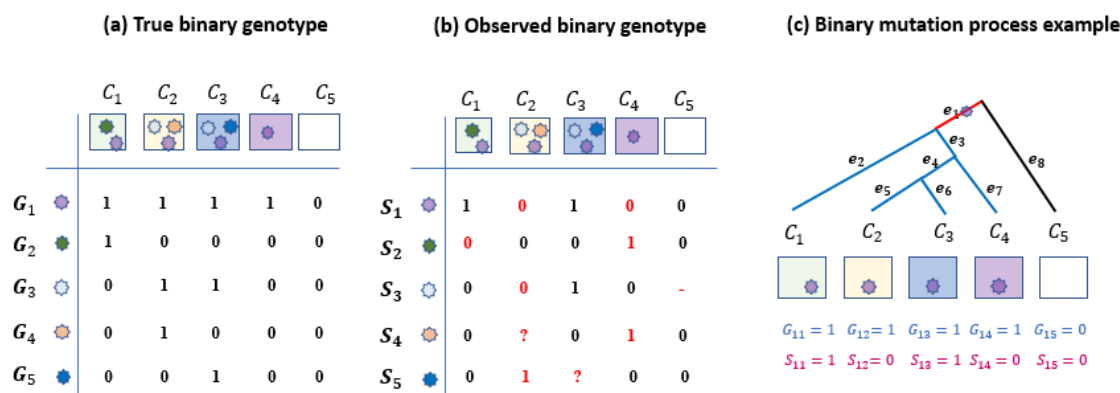 (a) True binary genotype
C₁ C₂ C₃ C₄ C₅
G₁ 1 1 1 1 0
G₂ 1 0 0 0 0
G₃ 0 1 1 0 0
G₄ 0 1 0 0 0
G₅ 0 0 1 0 0
(b) Observed binary genotype
C₁ C₂ C₃ C₄ C₅
S₁ 1 0 1 0 0
S₂ 0 0 0 1 0
S₃ 0 0 1 0 -
S₄ 0 ? 0 1 0
S₅ 0 1 ? 0 0
(c) Binary mutation process example
e₁
e₃
e₂ e₄ e₈
e₅ e₆ e₇
C₁ C₂ C₃ C₄ C₅
G₁₁ = 1 G₁₂ = 1 G₁₃ = 1 G₁₄ = 1 G₁₅ = 0
S₁₁ = 1 S₁₂ = 0 S₁₃ = 1 S₁₄ = 0 S₁₅ = 0